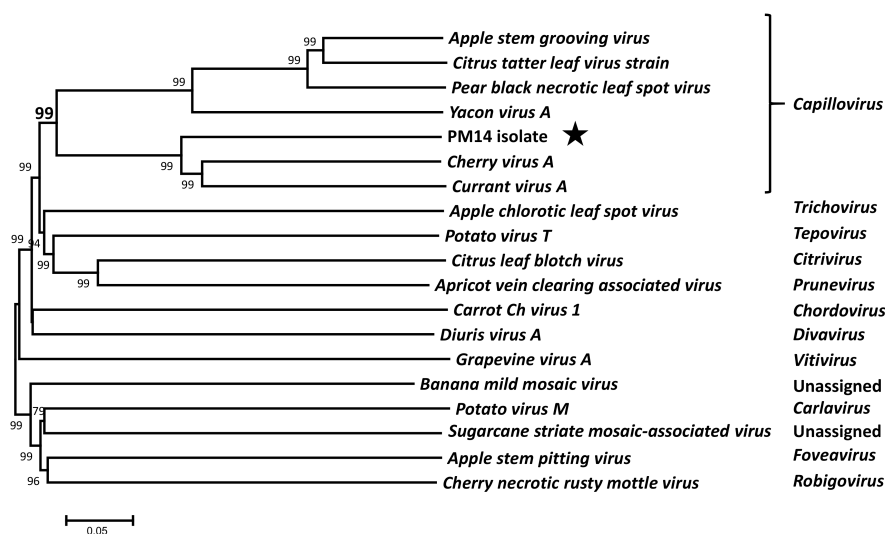 99
Apple stem grooving virus
99
Citrus tatter leaf virus strain
99
Pear black necrotic leaf spot virus
Capillovirus
99
Yacon virus A
PM14 isolate
99
Cherry virus A
99
Currant virus A
99
Apple chlorotic leaf spot virus
Trichovirus
99
94
Potato virus T
Tepovirus
99
Citrus leaf blotch virus
Citrivirus
99
Apricot vein clearing associated virus
Prunevirus
Carrot Ch virus 1
Chordovirus
Diuris virus A
Divavirus
Grapevine virus A
Vitivirus
Banana mild mosaic virus
Unassigned
79
Potato virus M
Carlavirus
99
Sugarcane striate mosaic-associated virus
Unassigned
99
Apple stem pitting virus
Foveavirus
96
Cherry necrotic rusty mottle virus
Robigovirus
0.05